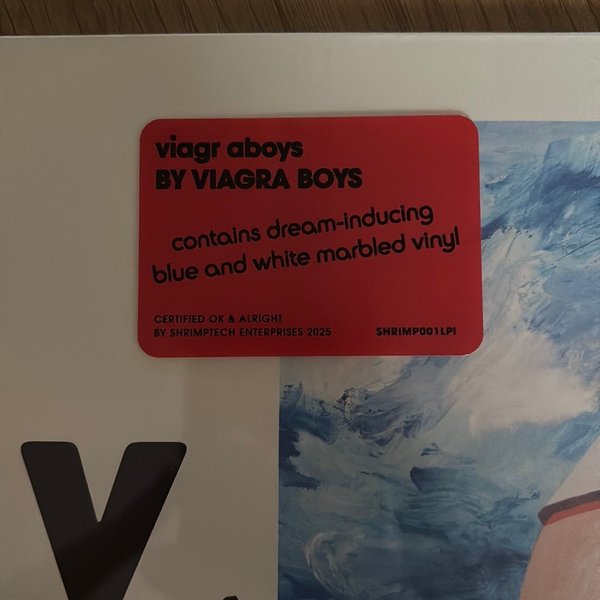 viagr aboys
BY VIAGRA BOYS
contains dream-inducing
blue and white marbled vinyl
CERTIFIED OK & ALRIGHT
BY SHRIMPTECH ENTERPRISES 2025 SHRIMP001LPI
V